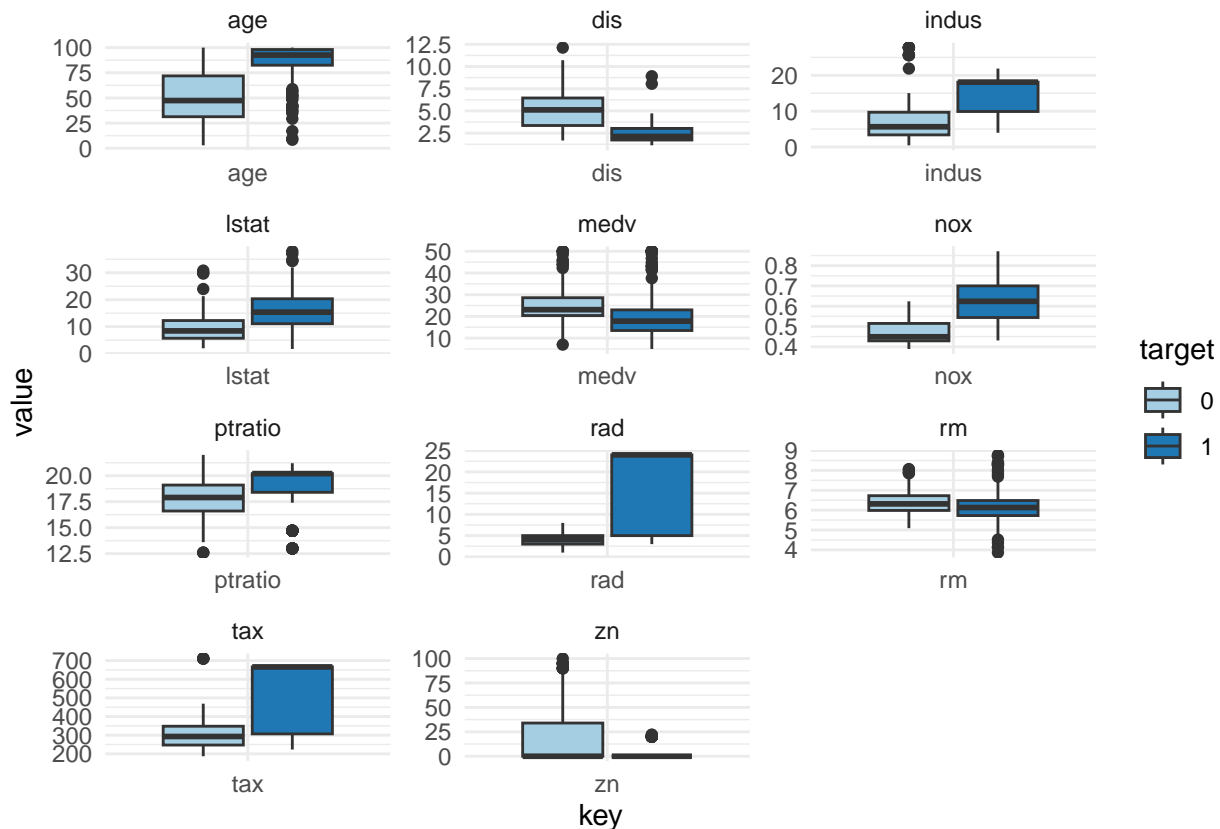 age
100
75
50
25
0
age
dis
12.5
10.0
7.5
5.0
2.5
dis
indus
20
10
0
indus
lstat
30
20
10
0
lstat
medv
50
40
30
20
10
medv
nox
0.8
0.7
0.6
0.5
0.4
nox
ptratio
20.0
17.5
15.0
12.5
ptratio
rad
25
20
15
10
5
0
rad
rm
9
8
7
6
5
4
rm
tax
700
600
500
400
300
200
tax
zn
100
75
50
25
0
zn
value
key
target
0
1